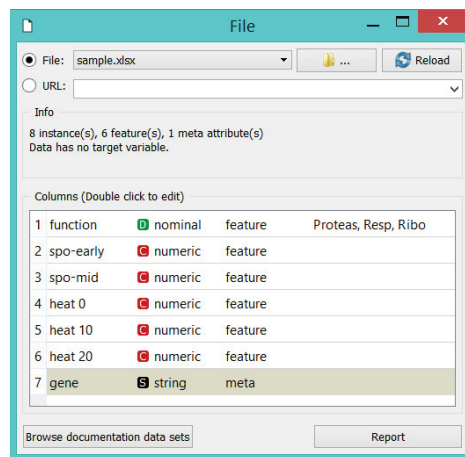 File
File: sample.xlsx ... Reload
URL:
Info
8 instance(s), 6 feature(s), 1 meta attribute(s)
Data has no target variable.
Columns (Double click to edit)
1 function D nominal feature Proteas, Resp, Ribo
2 spo-early C numeric feature
3 spo-mid C numeric feature
4 heat 0 C numeric feature
5 heat 10 C numeric feature
6 heat 20 C numeric feature
7 gene S string meta
Browse documentation data sets Report